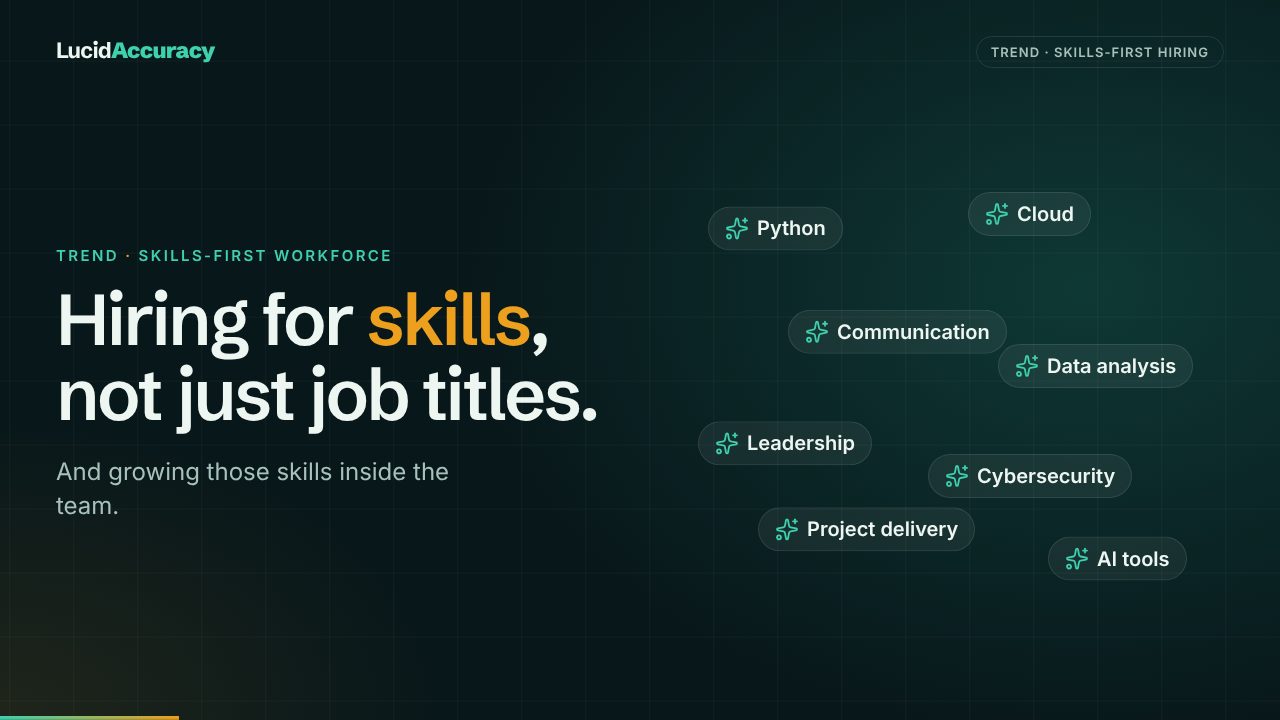 LucidAccuracy
TREND · SKILLS-FIRST HIRING
TREND · SKILLS-FIRST WORKFORCE
Hiring for skills,
not just job titles.
And growing those skills inside the
team.
Python
Cloud
Communication
Data analysis
Leadership
Cybersecurity
Project delivery
AI tools